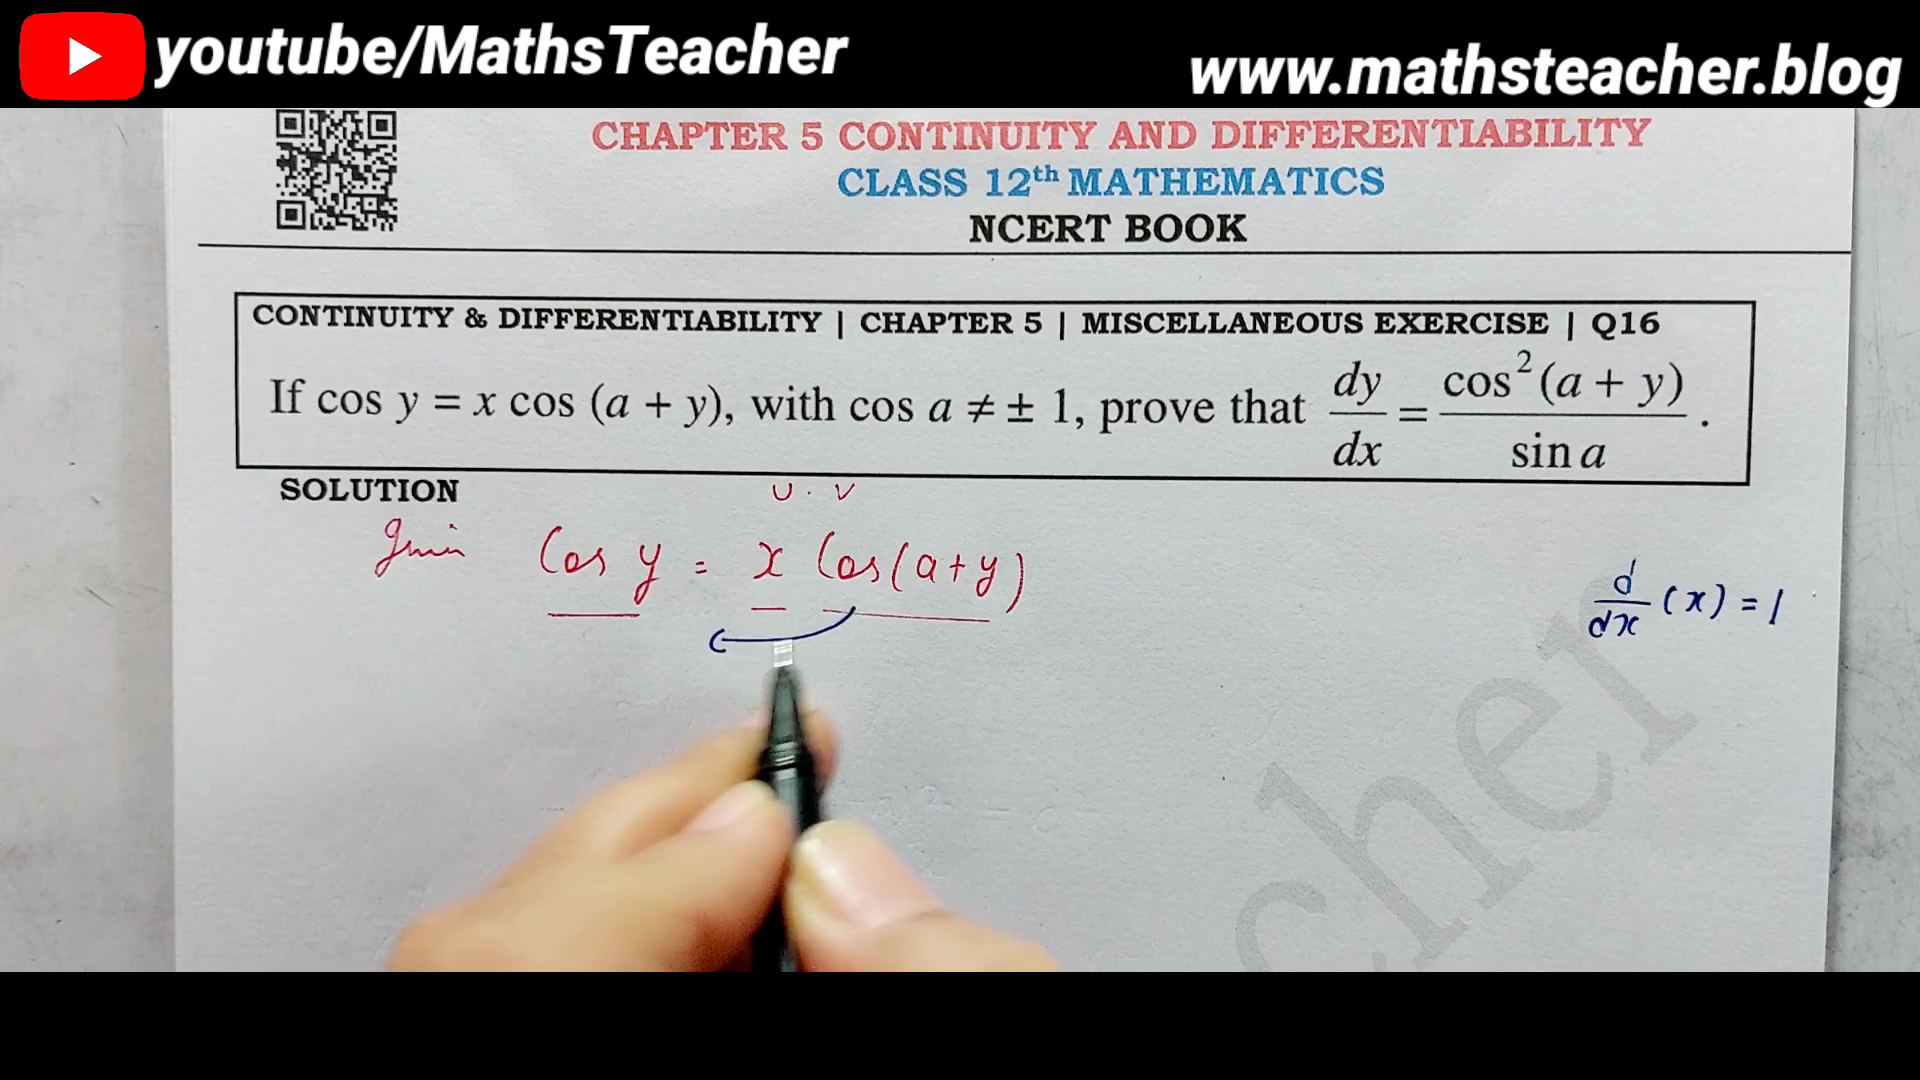 youtube/MathsTeacher
www.mathsteacher.blog
CHAPTER 5 CONTINUITY AND DIFFERENTIABILITY
CLASS 12th MATHEMATICS
NCERT BOOK
CONTINUITY & DIFFERENTIABILITY | CHAPTER 5 | MISCELLANEOUS EXERCISE | Q16
If cos y = x cos (a + y), with cos a ≠ ± 1, prove that dy/dx = cos²(a + y)/sin a .
SOLUTION
U . V
Cos y = x Cos(a+y)
d/dx (x) = 1
cher